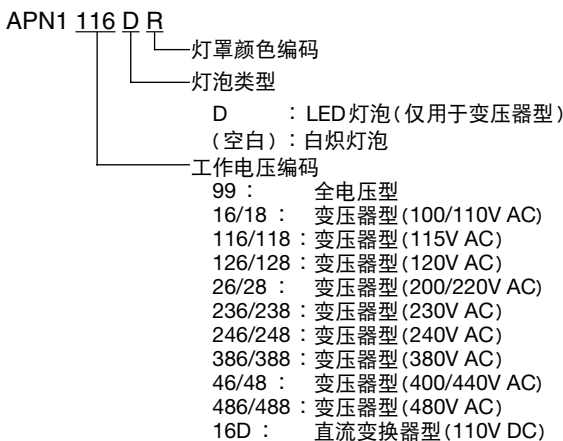 APN1 116 D R
灯罩颜色编码
灯泡类型
D ：LED灯泡(仅用于变压器型)
(空白)：白炽灯泡
工作电压编码
99： 全电压型
16/18： 变压器型(100/110V AC)
116/118：变压器型(115V AC)
126/128：变压器型(120V AC)
26/28： 变压器型(200/220V AC)
236/238：变压器型(230V AC)
246/248：变压器型(240V AC)
386/388：变压器型(380V AC)
46/48： 变压器型(400/440V AC)
486/488：变压器型(480V AC)
16D： 直流变换器型(110V DC)